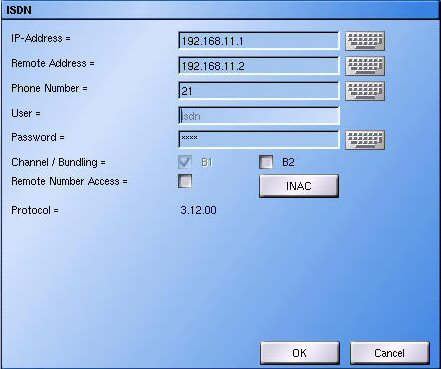 ISDN
IP-Address = 192.168.11.1
Remote Address = 192.168.11.2
Phone Number = 21
User = isdn
Password = ****
Channel / Bundling = B1 B2
Remote Number Access = INAC
Protocol = 3.12.00
OK Cancel